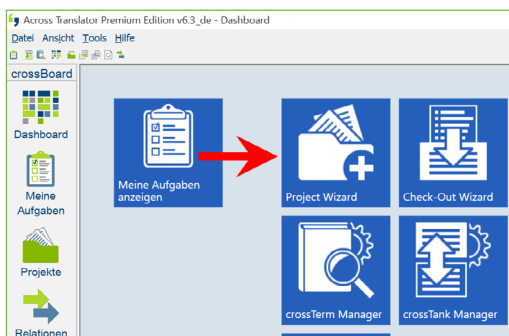 Across Translator Premium Edition v6.3_de - Dashboard
Datei Ansicht Tools Hilfe
crossBoard
Dashboard
Meine
Aufgaben
Projekte
Relationen
Meine Aufgaben
anzeigen
Project Wizard
Check-Out Wizard
crossTerm Manager
crossTank Manager